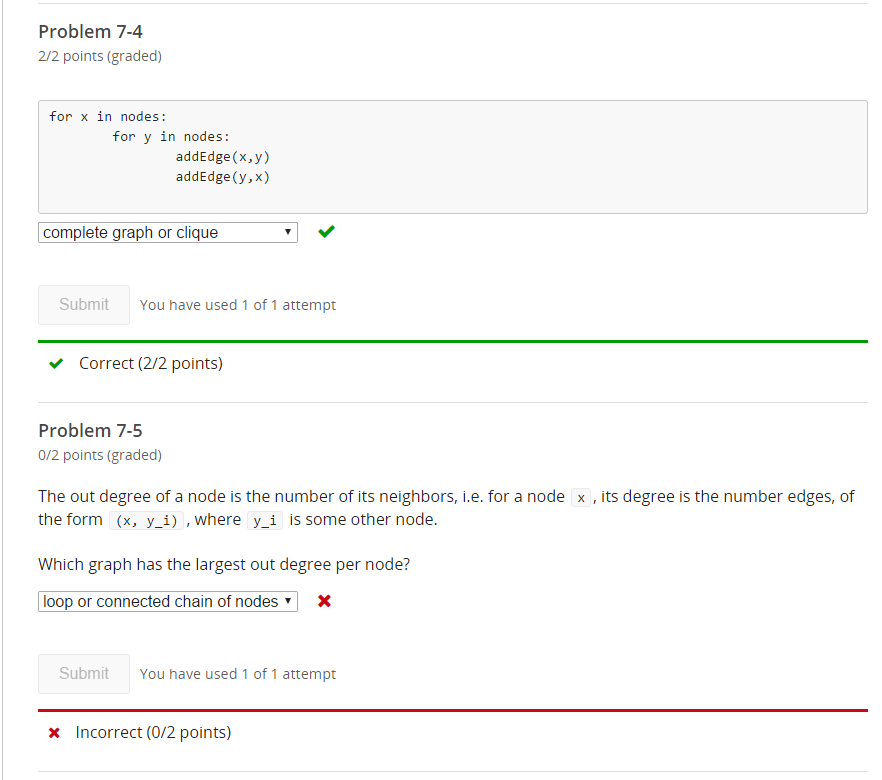 Problem 7-4
2/2 points (graded)
for x in nodes:
        for y in nodes:
                addEdge(x,y)
                addEdge(y,x)
complete graph or clique
Submit You have used 1 of 1 attempt
Correct (2/2 points)
Problem 7-5
0/2 points (graded)
The out degree of a node is the number of its neighbors, i.e. for a node x , its degree is the number edges, of
the form (x, y_i) , where y_i is some other node.
Which graph has the largest out degree per node?
loop or connected chain of nodes
Submit You have used 1 of 1 attempt
Incorrect (0/2 points)